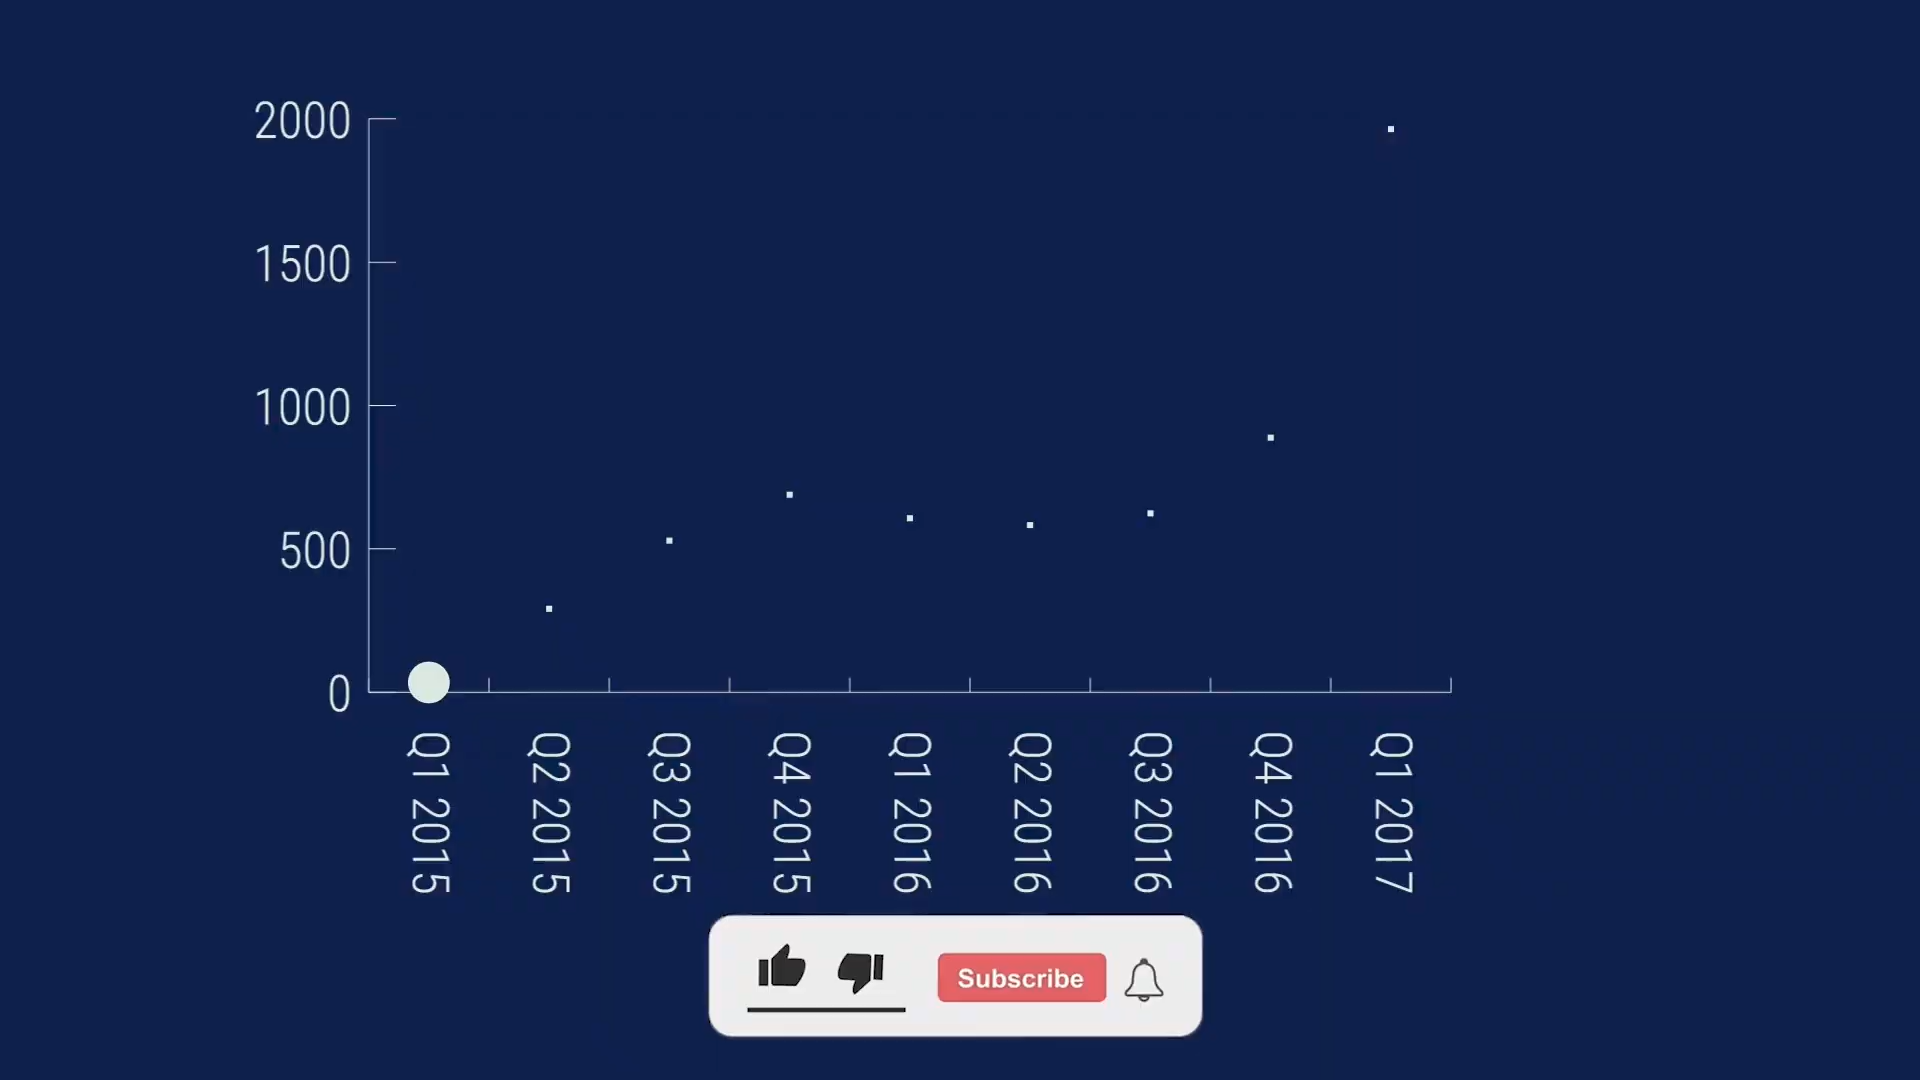 2000
1500
1000
500
0
Q1 2015
Q2 2015
Q3 2015
Q4 2015
Q1 2016
Q2 2016
Q3 2016
Q4 2016
Q1 2017
Subscribe